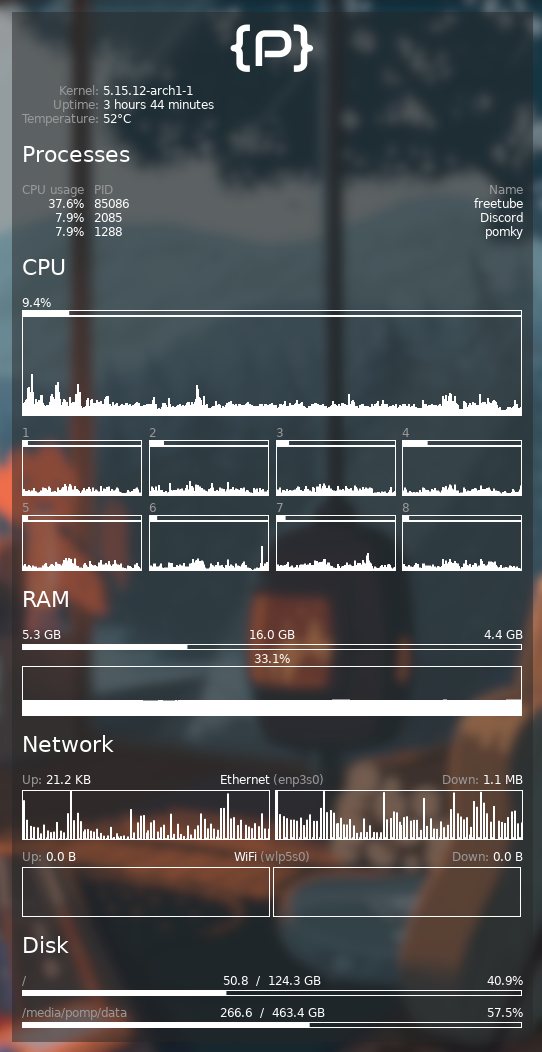 {P}
Kernel: 5.15.12-arch1-1
Uptime: 3 hours 44 minutes
Temperature: 52°C
Processes
CPU usage PID Name
37.6% 85086 freetube
7.9% 2085 Discord
7.9% 1288 pomky
CPU
9.4%
1 2 3 4
5 6 7 8
RAM
5.3 GB 16.0 GB 4.4 GB
33.1%
Network
Up: 21.2 KB Ethernet (enp3s0) Down: 1.1 MB
Up: 0.0 B WiFi (wlp5s0) Down: 0.0 B
Disk
/ 50.8 / 124.3 GB 40.9%
/media/pomp/data 266.6 / 463.4 GB 57.5%